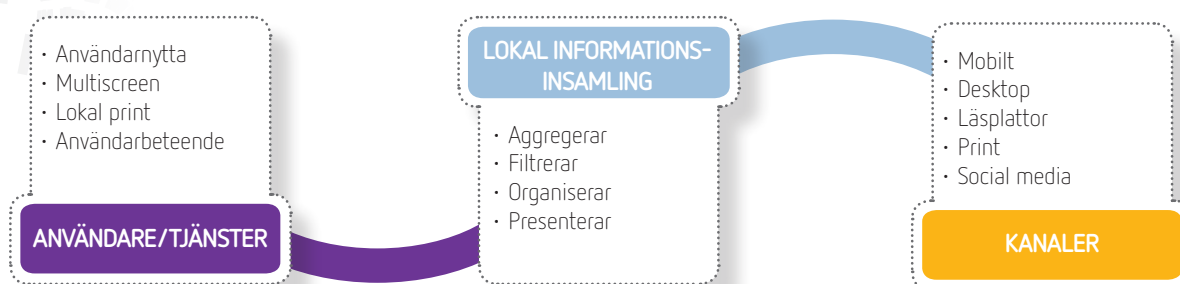 · Användarnytta
· Multiscreen
· Lokal print
· Användarbeteende
ANVÄNDARE/TJÄNSTER
LOKAL INFORMATIONS-
INSAMLING
· Aggregerar
· Filtrerar
· Organiserar
· Presenterar
· Mobilt
· Desktop
· Läsplattor
· Print
· Social media
KANALER